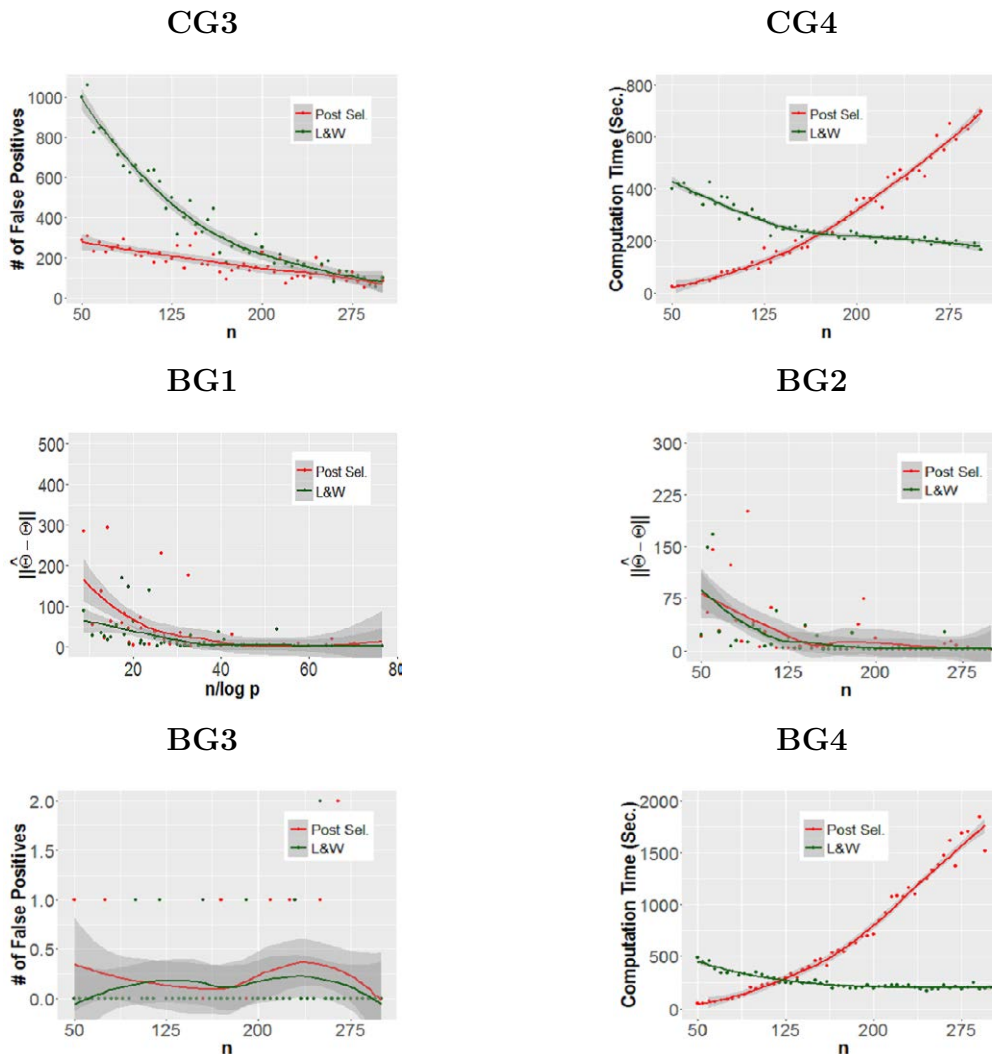 CG3
# of False Positives
1000
800
600
400
200
0
Post Sel.
L&W
50
125
200
275
n
CG4
Computation Time (Sec.)
800
600
400
200
0
Post Sel.
L&W
50
125
200
275
n
BG1
||Θ̂ − Θ||
500
400
300
200
100
0
Post Sel.
L&W
20
40
60
80
n/log p
BG2
||Θ̂ − Θ||
300
225
150
75
0
Post Sel.
L&W
50
125
200
275
n
BG3
# of False Positives
2.0
1.5
1.0
0.5
0.0
Post Sel.
L&W
50
125
200
275
n
BG4
Computation Time (Sec.)
2000
1500
1000
500
0
Post Sel.
L&W
50
125
200
275
n